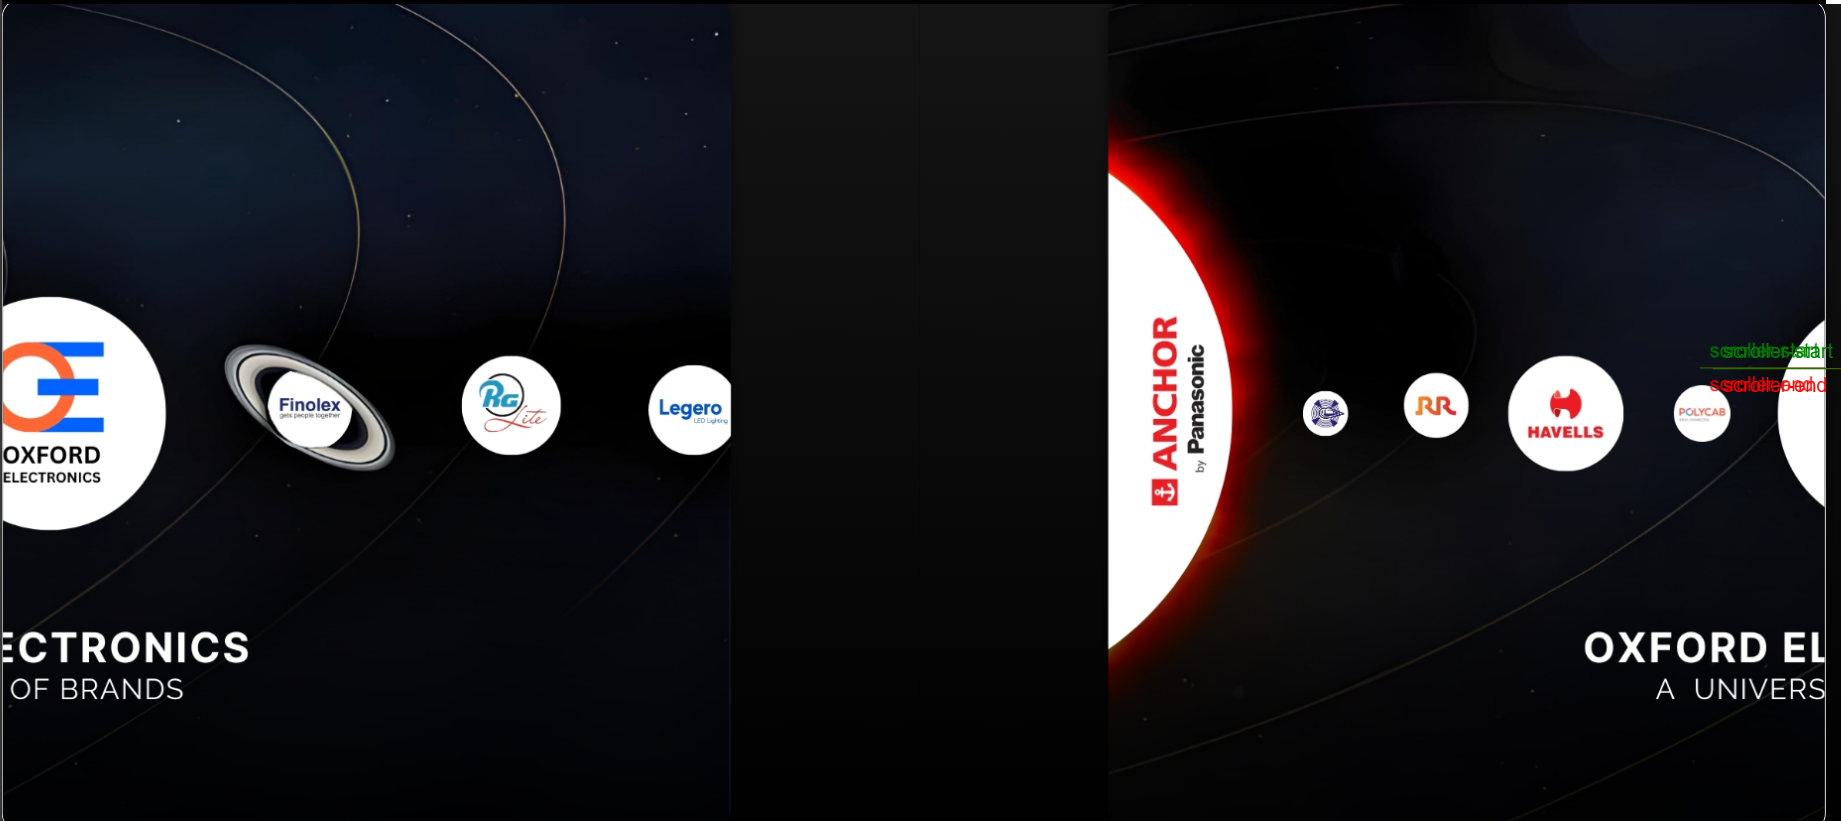 OXFORD
ELECTRONICS
Finolex
gets people together
RG
Lite
Legero
LED Lighting
ECTRONICS
OF BRANDS
ANCHOR
by Panasonic
RR
HAVELLS
POLYCAB
scroller-start
scroller-end
OXFORD EL
A UNIVERS